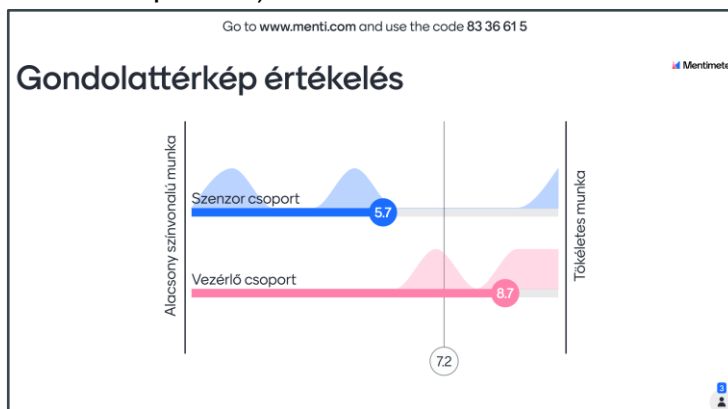 Go to www.menti.com and use the code 83 36 61 5
Gondolattérkép értékelés
Mentimete
Alacsony színvonalú munka
Szenzor csoport
5.7
Vezérlő csoport
8.7
Tökéletes munka
7.2
3